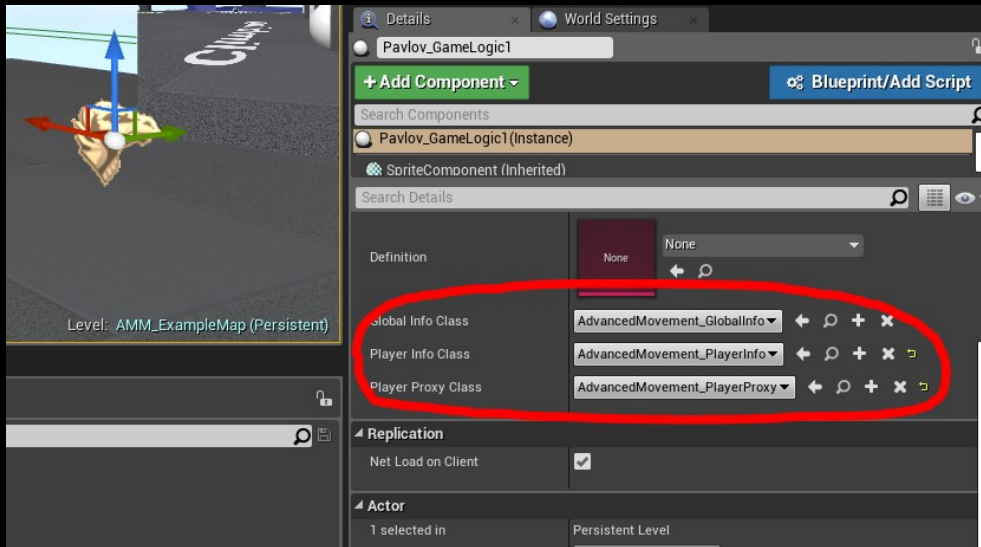 Details
World Settings
Pavlov_GameLogic1
+ Add Component
Blueprint/Add Script
Search Components
Pavlov_GameLogic1(Instance)
SpriteComponent (Inherited)
Search Details
Definition
None
None
Level: AMM_ExampleMap (Persistent)
Global Info Class
AdvancedMovement_GlobalInfo
Player Info Class
AdvancedMovement_PlayerInfo
Player Proxy Class
AdvancedMovement_PlayerProxy
Replication
Net Load on Client
Actor
1 selected in
Persistent Level